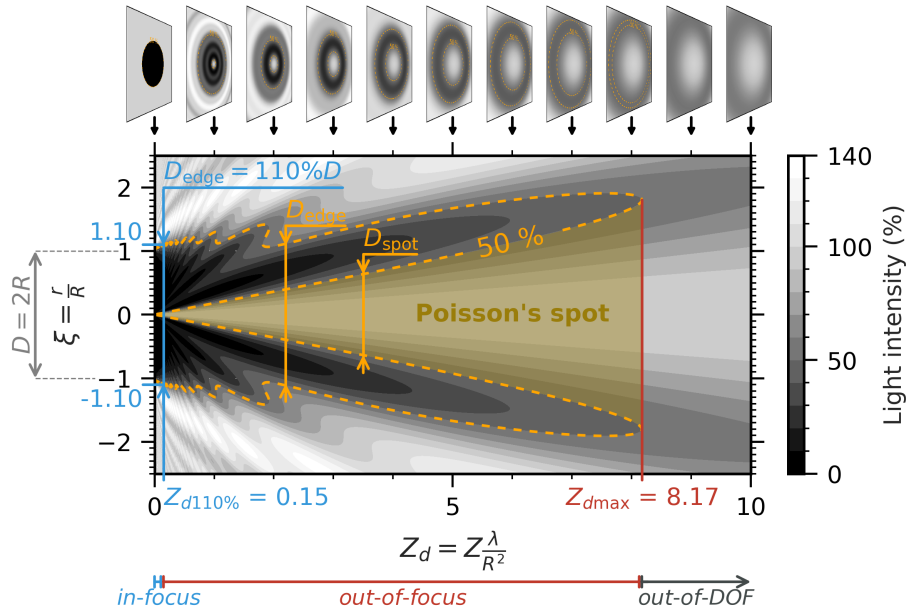 D_edge = 110%D
D_edge
D_spot
50 %
Poisson's spot
1.10
-1.10
2
1
0
−1
−2
D = 2R
ξ = r/R
0
5
10
Z_d110% = 0.15
Z_dmax = 8.17
Z_d = Z λ/R²
in-focus
out-of-focus
out-of-DOF
140
100
50
0
Light intensity (%)